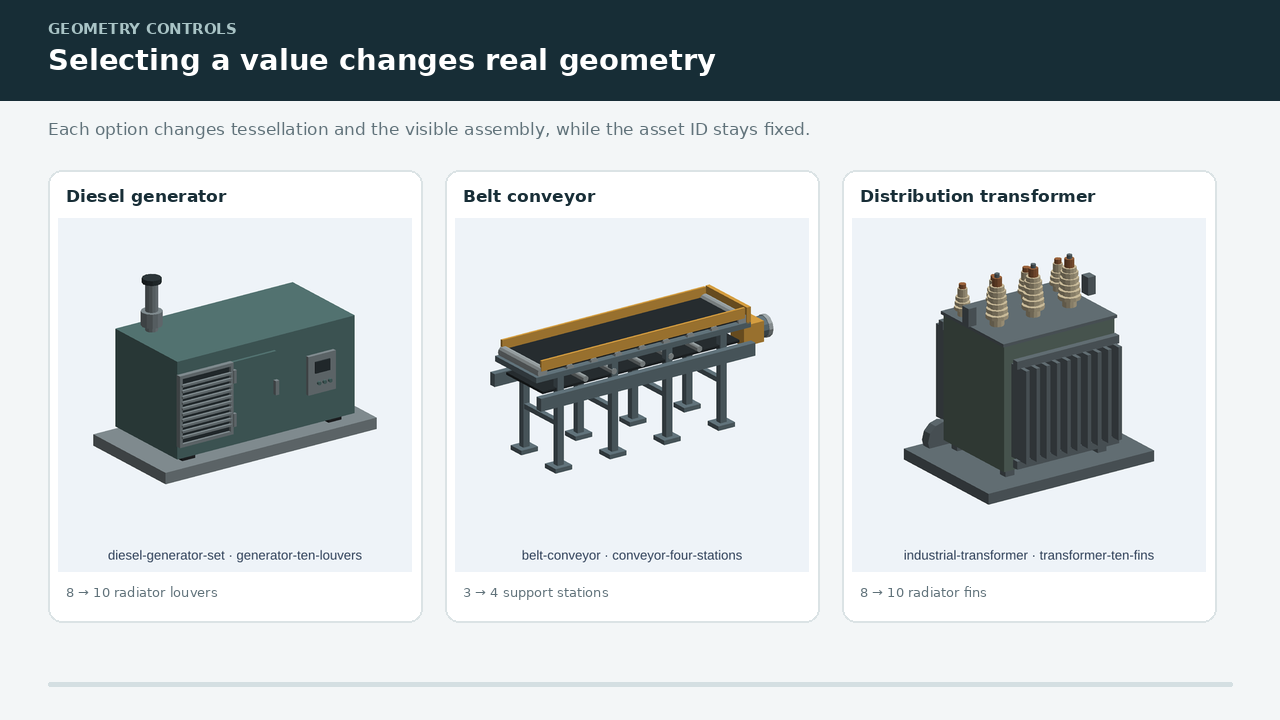 GEOMETRY CONTROLS
Selecting a value changes real geometry
Each option changes tessellation and the visible assembly, while the asset ID stays fixed.
Diesel generator
diesel-generator-set · generator-ten-louvers
8 → 10 radiator louvers
Belt conveyor
belt-conveyor · conveyor-four-stations
3 → 4 support stations
Distribution transformer
industrial-transformer · transformer-ten-fins
8 → 10 radiator fins